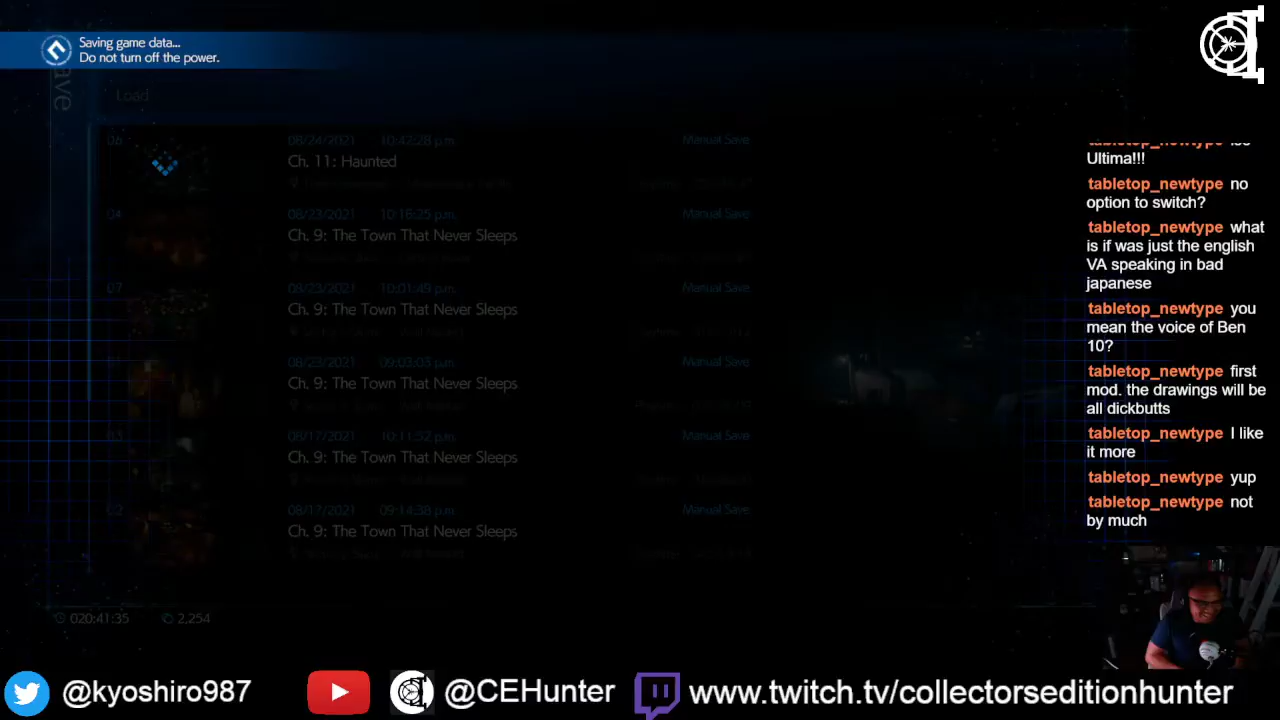 Saving game data...
Do not turn off the power.
Save
Load
06 08/24/2021 10:42:28 p.m. Manual Save
Ch. 11: Haunted
04 08/23/2021 10:16:25 p.m. Manual Save
Ch. 9: The Town That Never Sleeps
07 08/23/2021 10:01:49 p.m. Manual Save
Ch. 9: The Town That Never Sleeps
08/23/2021 09:03:03 p.m. Manual Save
Ch. 9: The Town That Never Sleeps
03 08/17/2021 10:11:52 p.m. Manual Save
Ch. 9: The Town That Never Sleeps
02 08/17/2021 09:14:38 p.m. Manual Save
Ch. 9: The Town That Never Sleeps
020:41:35 2,254
Ultima!!!
tabletop_newtype no
option to switch?
tabletop_newtype what
is if was just the english
VA speaking in bad
japanese
tabletop_newtype you
mean the voice of Ben
10?
tabletop_newtype first
mod. the drawings will be
all dickbutts
tabletop_newtype I like
it more
tabletop_newtype yup
tabletop_newtype not
by much
@kyoshiro987 @CEHunter www.twitch.tv/collectorseditionhunter